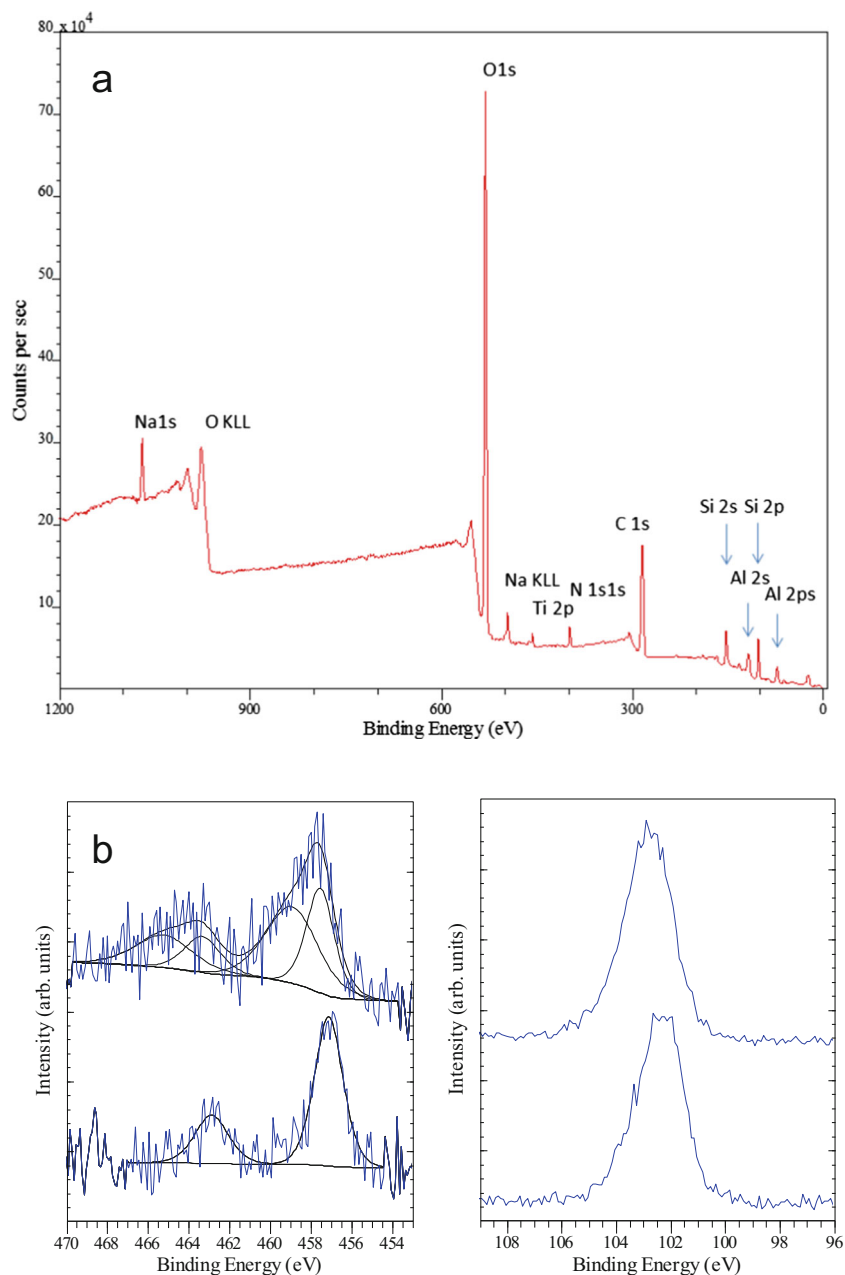 80 x 10⁴
a
O1s
70
60
50
Counts per sec
40
Na1s
O KLL
30
Si 2s
Si 2p
C 1s
20
Na KLL
N 1s1s
Al 2s
Al 2ps
Ti 2p
10
1200
900
600
300
0
Binding Energy (eV)
b
Intensity (arb. units)
470 468 466 464 462 460 458 456 454
Binding Energy (eV)
Intensity (arb. units)
108 106 104 102 100 98 96
Binding Energy (eV)